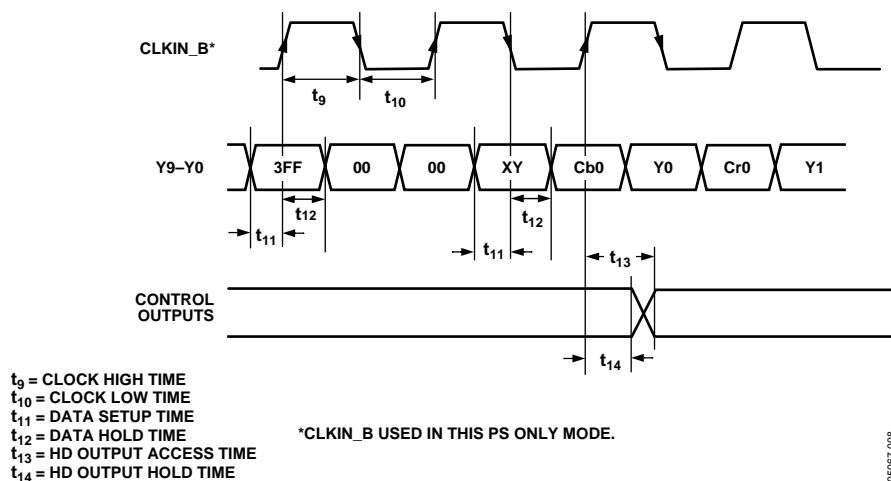 CLKIN_B*
t9
t10
Y9–Y0
3FF 00 00 XY Cb0 Y0 Cr0 Y1
t12
t12
t11
t11
t13
CONTROL
OUTPUTS
t14
t9 = CLOCK HIGH TIME
t10 = CLOCK LOW TIME
t11 = DATA SETUP TIME
t12 = DATA HOLD TIME
t13 = HD OUTPUT ACCESS TIME
t14 = HD OUTPUT HOLD TIME
*CLKIN_B USED IN THIS PS ONLY MODE.
05967-008